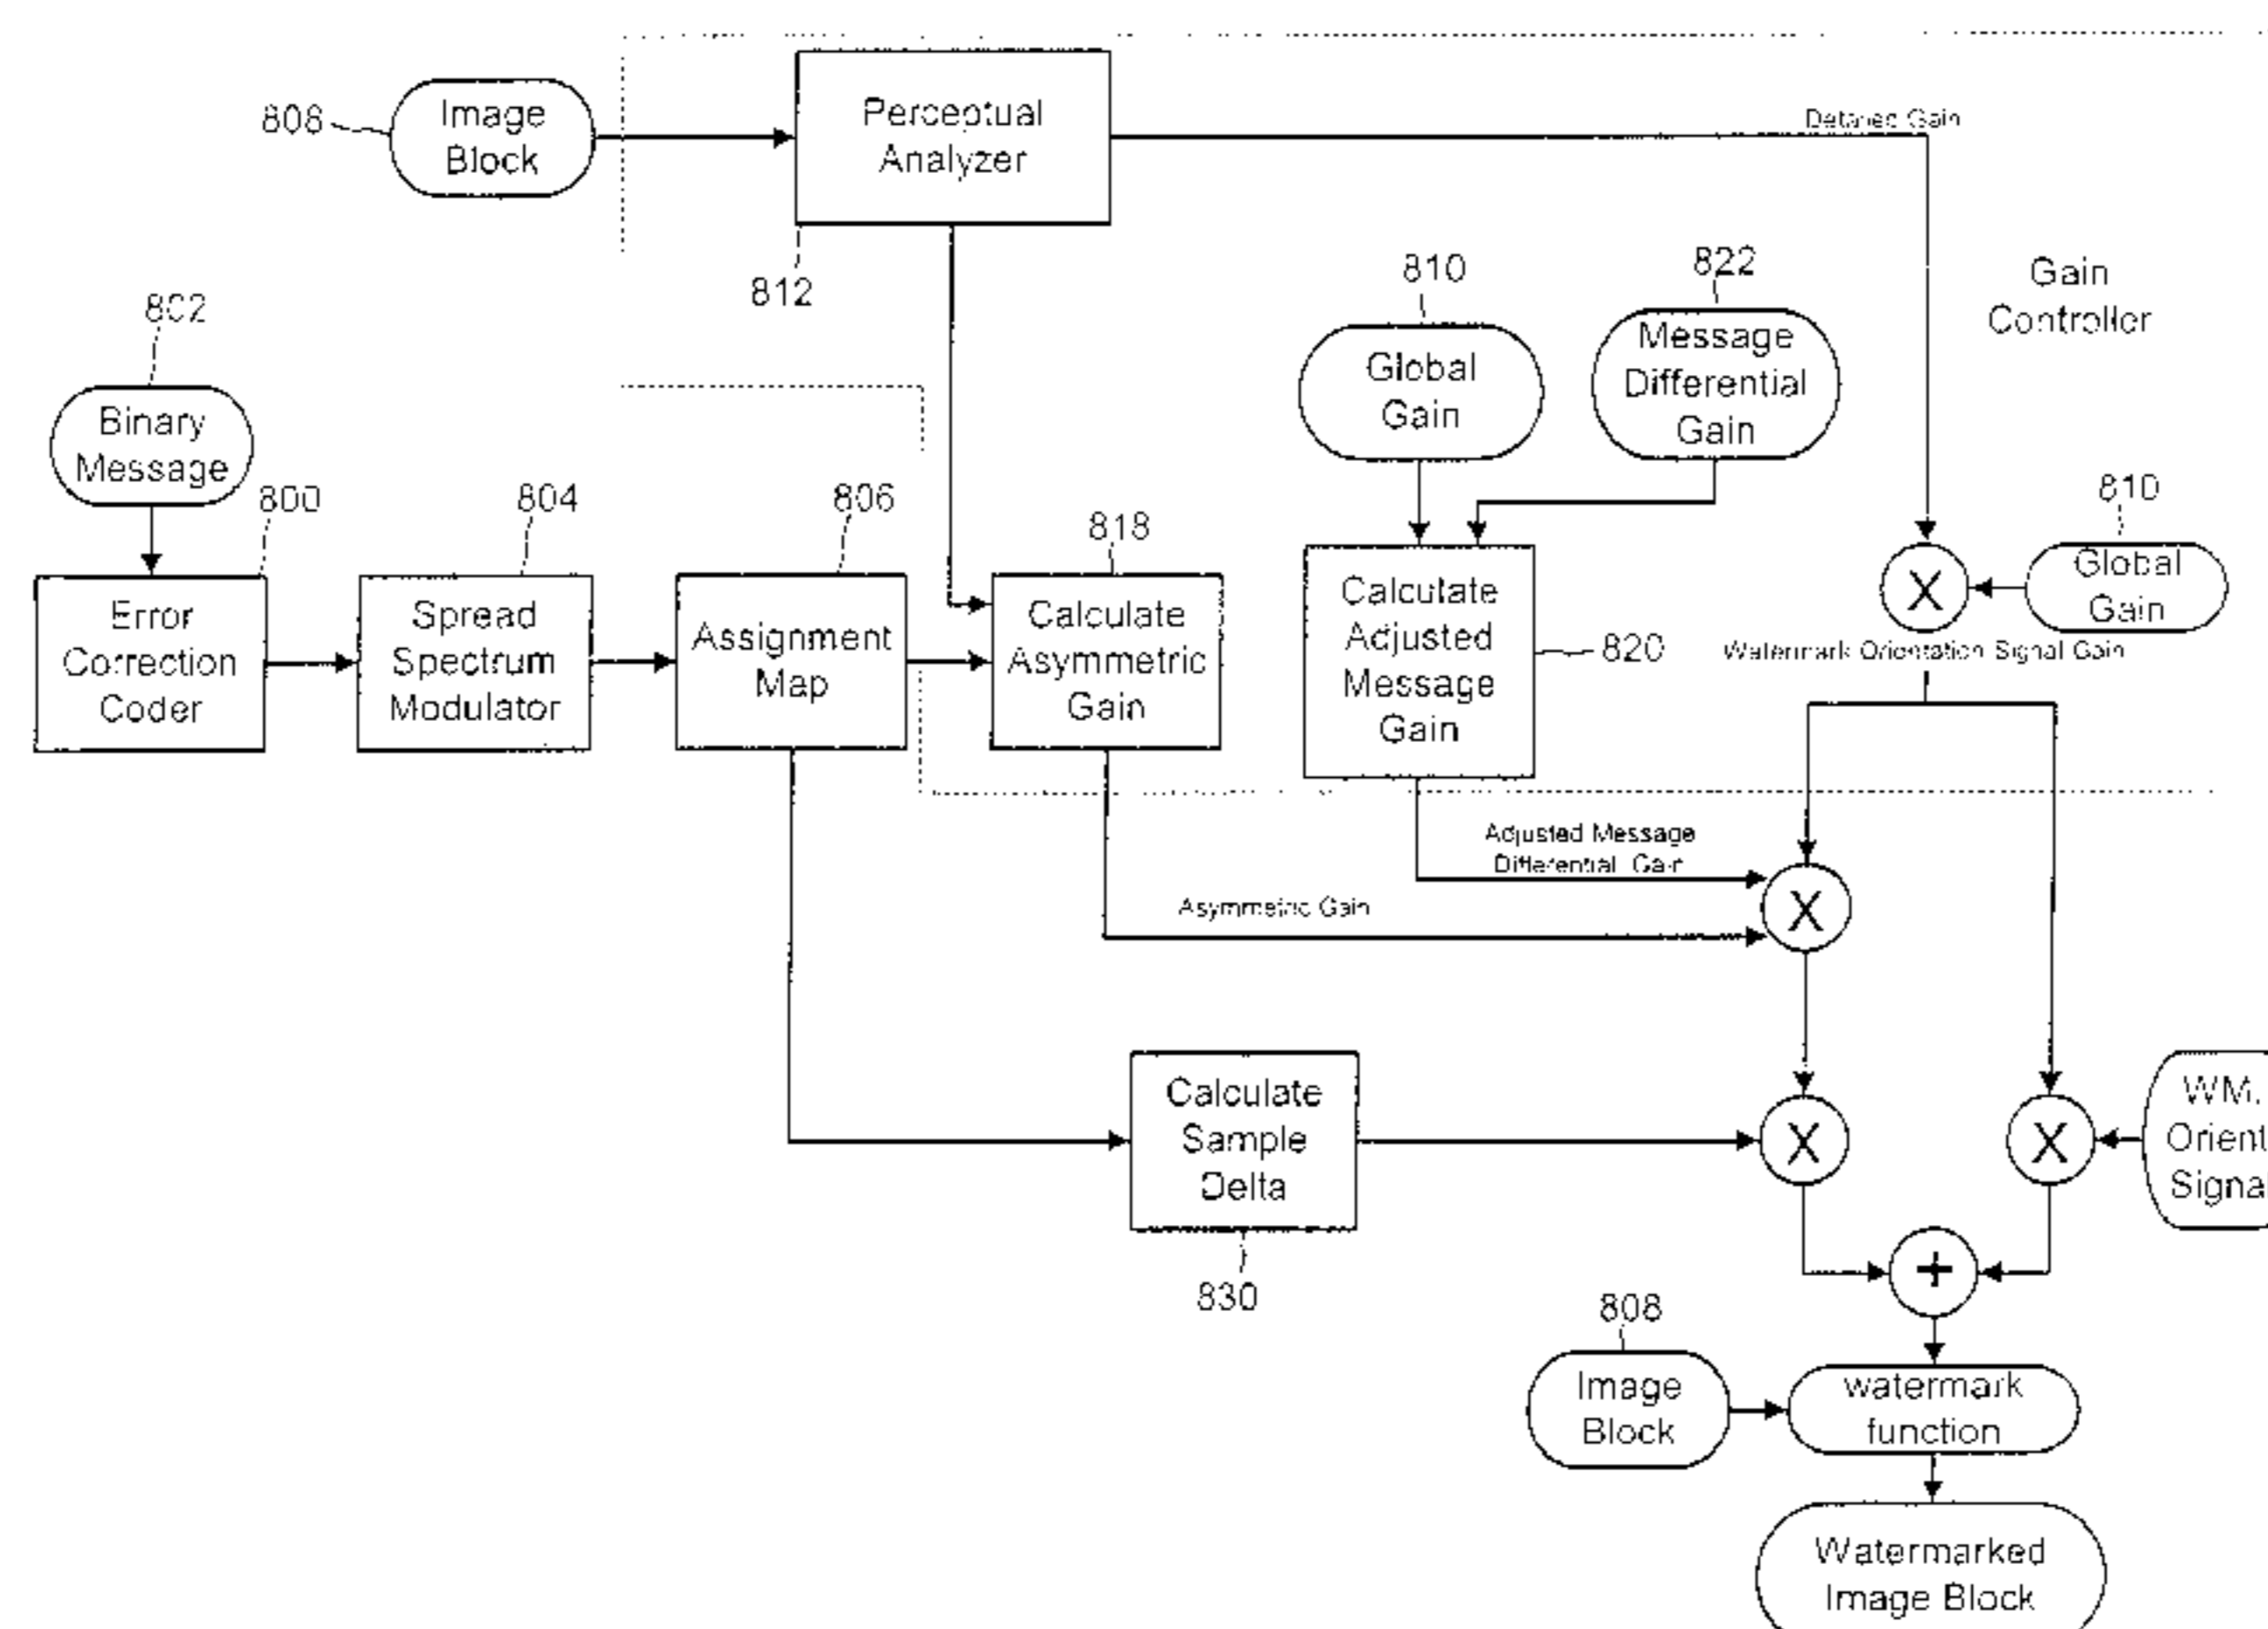 808
Image
Block
Perceptual
Analyzer
812
Detailed Gain
Gain
Controller
802
Binary
Message
800
Error
Correction
Coder
804
Spread
Spectrum
Modulator
806
Assignment
Map
818
Calculate
Asymmetric
Gain
810
Global
Gain
822
Message
Differential
Gain
Calcutate
Adjusted
Message
Gain
820
810
Global
Gain
X
Watermark Orientation Signal Gain
Adjusted Message
Differential Gain
X
Asymmetric Gain
Calculate
Sample
Delta
830
X
X
WM.
Orient
Signa
+
808
Image
Block
watermark
function
Watermarked
Image Block